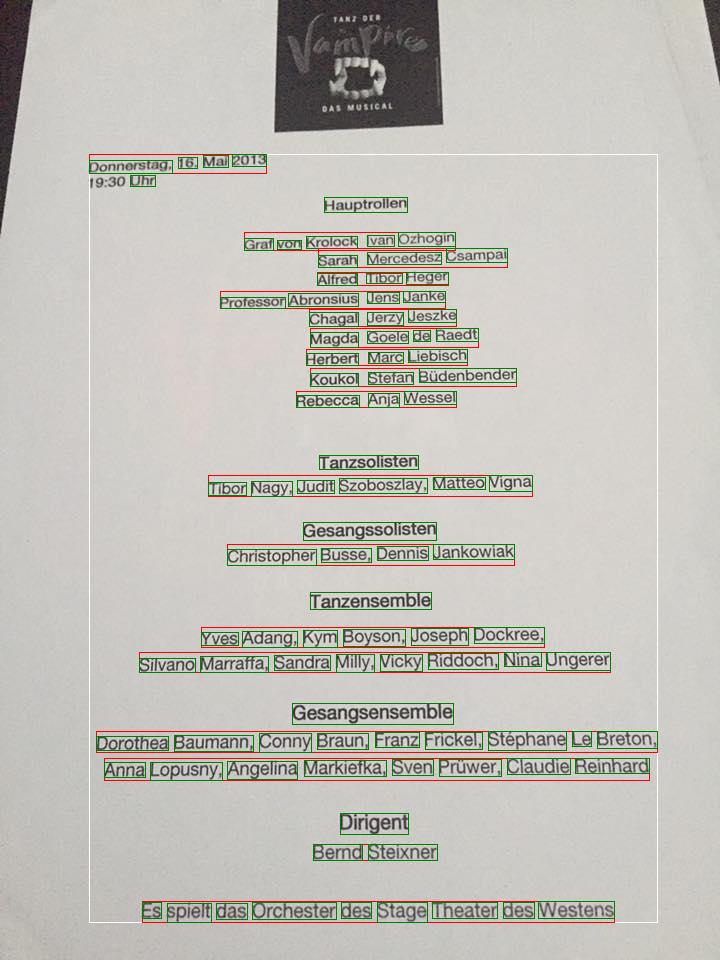 TANZ DER
Vampire
DAS MUSICAL
Donnerstag, 16. Mai 2013
19:30 Uhr
Hauptrollen
Graf von Krolock Ivan Ozhogin
Sarah Mercedesz Csampai
Alfred Tibor Heger
Professor Abronsius Jens Janke
Chagal Jerzy Jeszke
Magda Goele de Raedt
Herbert Marc Liebisch
Koukol Stefan Büdenbender
Rebecca Anja Wessel
Tanzsolisten
Tibor Nagy, Judit Szoboszlay, Matteo Vigna
Gesangssolisten
Christopher Busse, Dennis Jankowiak
Tanzensemble
Yves Adang, Kym Boyson, Joseph Dockree,
Silvano Marraffa, Sandra Milly, Vicky Riddoch, Nina Ungerer
Gesangsensemble
Dorothea Baumann, Conny Braun, Franz Frickel, Stéphane Le Breton,
Anna Lopusny, Angelina Markiefka, Sven Prüwer, Claudie Reinhard
Dirigent
Bernd Steixner
Es spielt das Orchester des Stage Theater des Westens